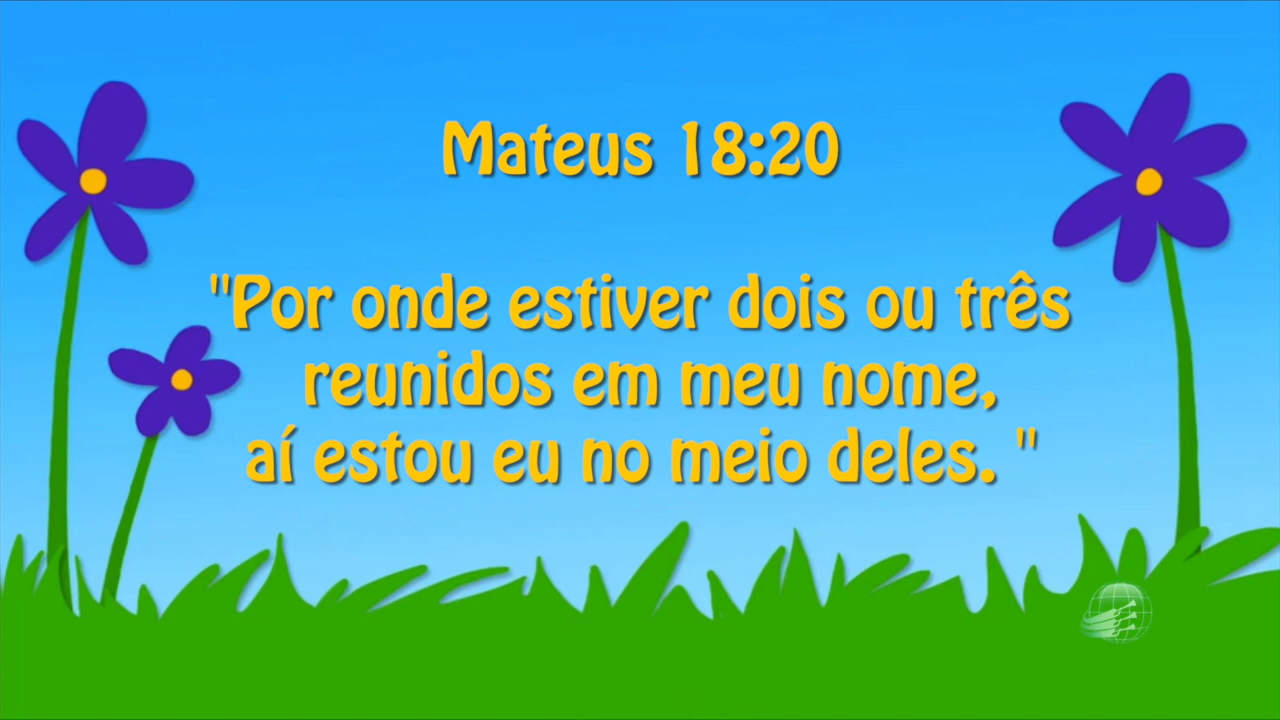 Mateus 18:20
"Por onde estiver dois ou três
reunidos em meu nome,
aí estou eu no meio deles. "